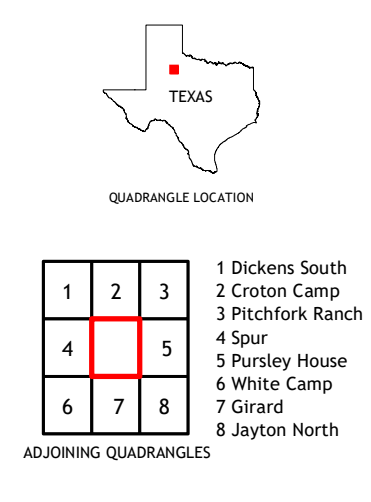 TEXAS
QUADRANGLE LOCATION
1 2 3
4 5
6 7 8
ADJOINING QUADRANGLES
1 Dickens South
2 Croton Camp
3 Pitchfork Ranch
4 Spur
5 Pursley House
6 White Camp
7 Girard
8 Jayton North